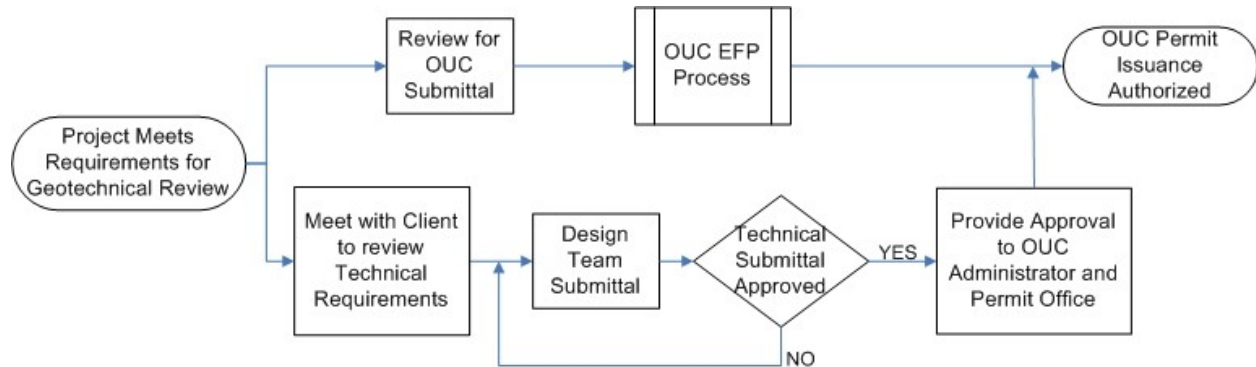 Project Meets
Requirements for
Geotechnical Review
Review for
OUC
Submittal
OUC EFP
Process
OUC Permit
Issuance
Authorized
Meet with Client
to review
Technical
Requirements
Design
Team
Submittal
Technical
Submittal
Approved
YES
NO
Provide Approval
to OUC
Administrator and
Permit Office